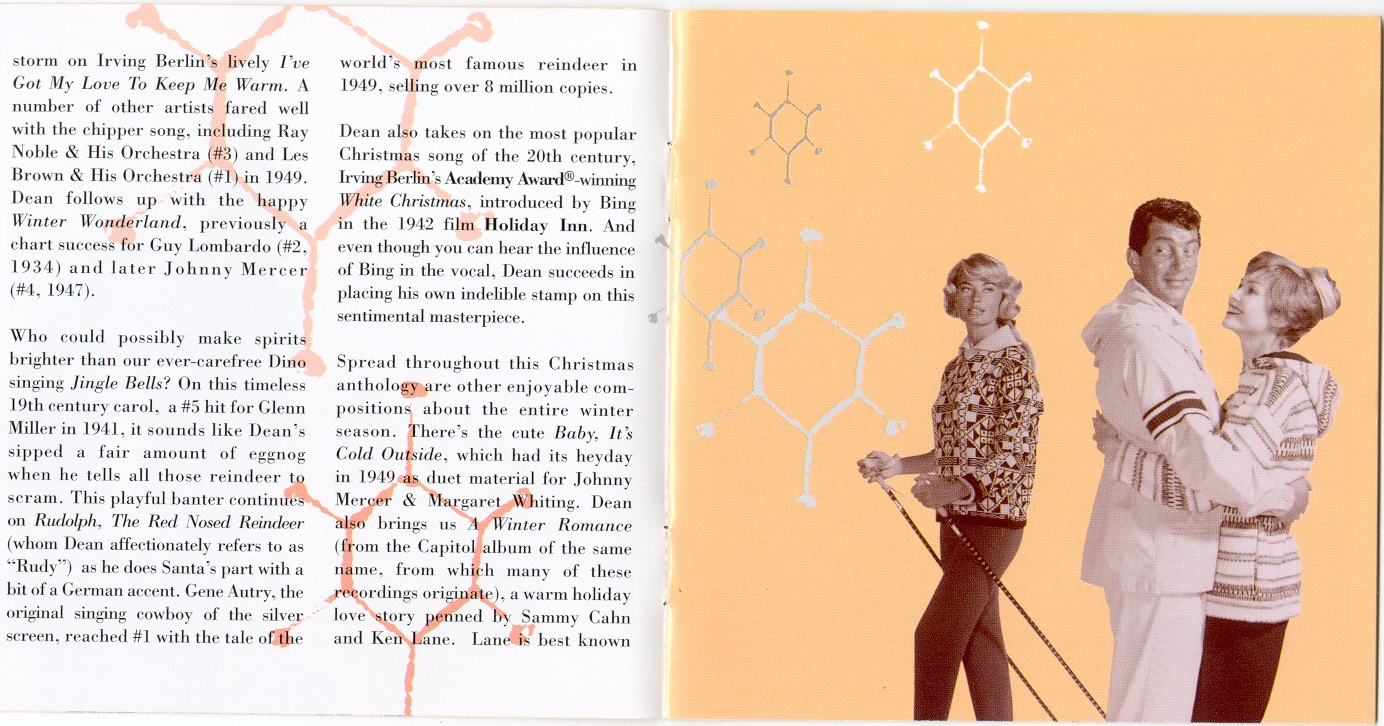 storm on Irving Berlin's lively I've
Got My Love To Keep Me Warm. A
number of other artists fared well
with the chipper song, including Ray
Noble & His Orchestra (#3) and Les
Brown & His Orchestra (#1) in 1949.
Dean follows up with the happy
Winter Wonderland, previously a
chart success for Guy Lombardo (#2,
1934) and later Johnny Mercer
(#4, 1947).
Who could possibly make spirits
brighter than our ever-carefree Dino
singing Jingle Bells? On this timeless
19th century carol, a #5 hit for Glenn
Miller in 1941, it sounds like Dean's
sipped a fair amount of eggnog
when he tells all those reindeer to
scram. This playful banter continues
on Rudolph, The Red Nosed Reindeer
(whom Dean affectionately refers to as
“Rudy”) as he does Santa's part with a
bit of a German accent. Gene Autry, the
original singing cowboy of the silver
screen, reached #1 with the tale of the
world's most famous reindeer in
1949, selling over 8 million copies.
Dean also takes on the most popular
Christmas song of the 20th century,
Irving Berlin's Academy Award®-winning
White Christmas, introduced by Bing
in the 1942 film Holiday Inn. And
even though you can hear the influence
of Bing in the vocal, Dean succeeds in
placing his own indelible stamp on this
sentimental masterpiece.
Spread throughout this Christmas
anthology are other enjoyable com-
positions about the entire winter
season. There's the cute Baby, It's
Cold Outside, which had its heyday
in 1949 as duet material for Johnny
Mercer & Margaret Whiting. Dean
also brings us A Winter Romance
(from the Capitol album of the same
name, from which many of these
recordings originate), a warm holiday
love story penned by Sammy Cahn
and Ken Lane. Lane is best known